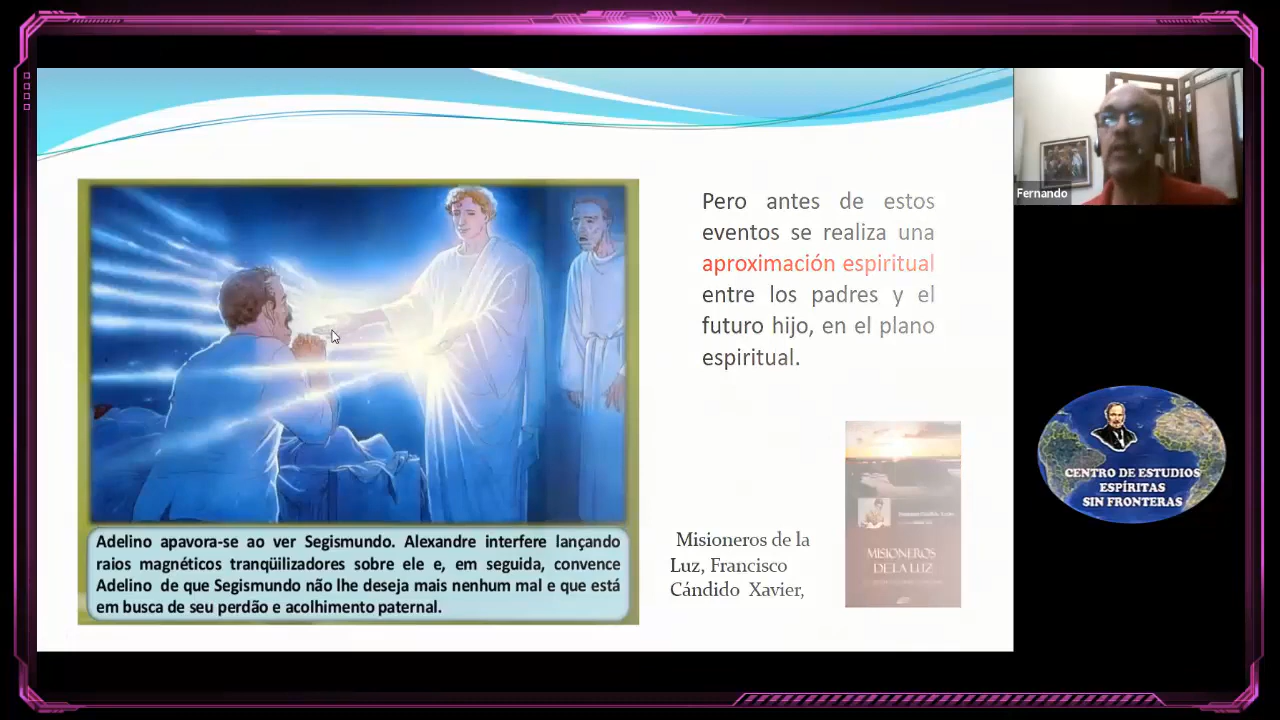 Pero antes de estos
eventos se realiza una
aproximación espiritual
entre los padres y el
futuro hijo, en el plano
espiritual.
Adelino apavora-se ao ver Segismundo. Alexandre interfere lançando
raios magnéticos tranqüilizadores sobre ele e, em seguida, convence
Adelino de que Segismundo não lhe deseja mais nenhum mal e que está
em busca de seu perdão e acolhimento paternal.
Misioneros de la
Luz, Francisco
Cándido Xavier,
MISIONEROS
DE LA LUZ
Fernando
CENTRO DE ESTUDIOS
ESPÍRITAS
SIN FRONTERAS